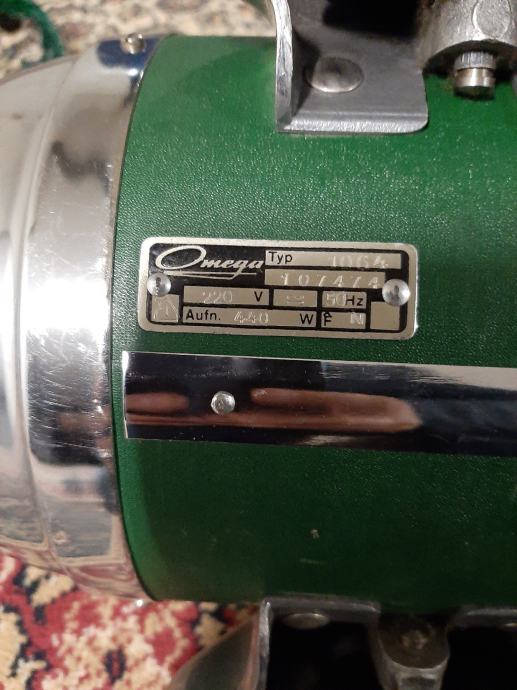 Omega Typ 1064
107474
220 V ≂ 50Hz
Aufn. 440 W F N